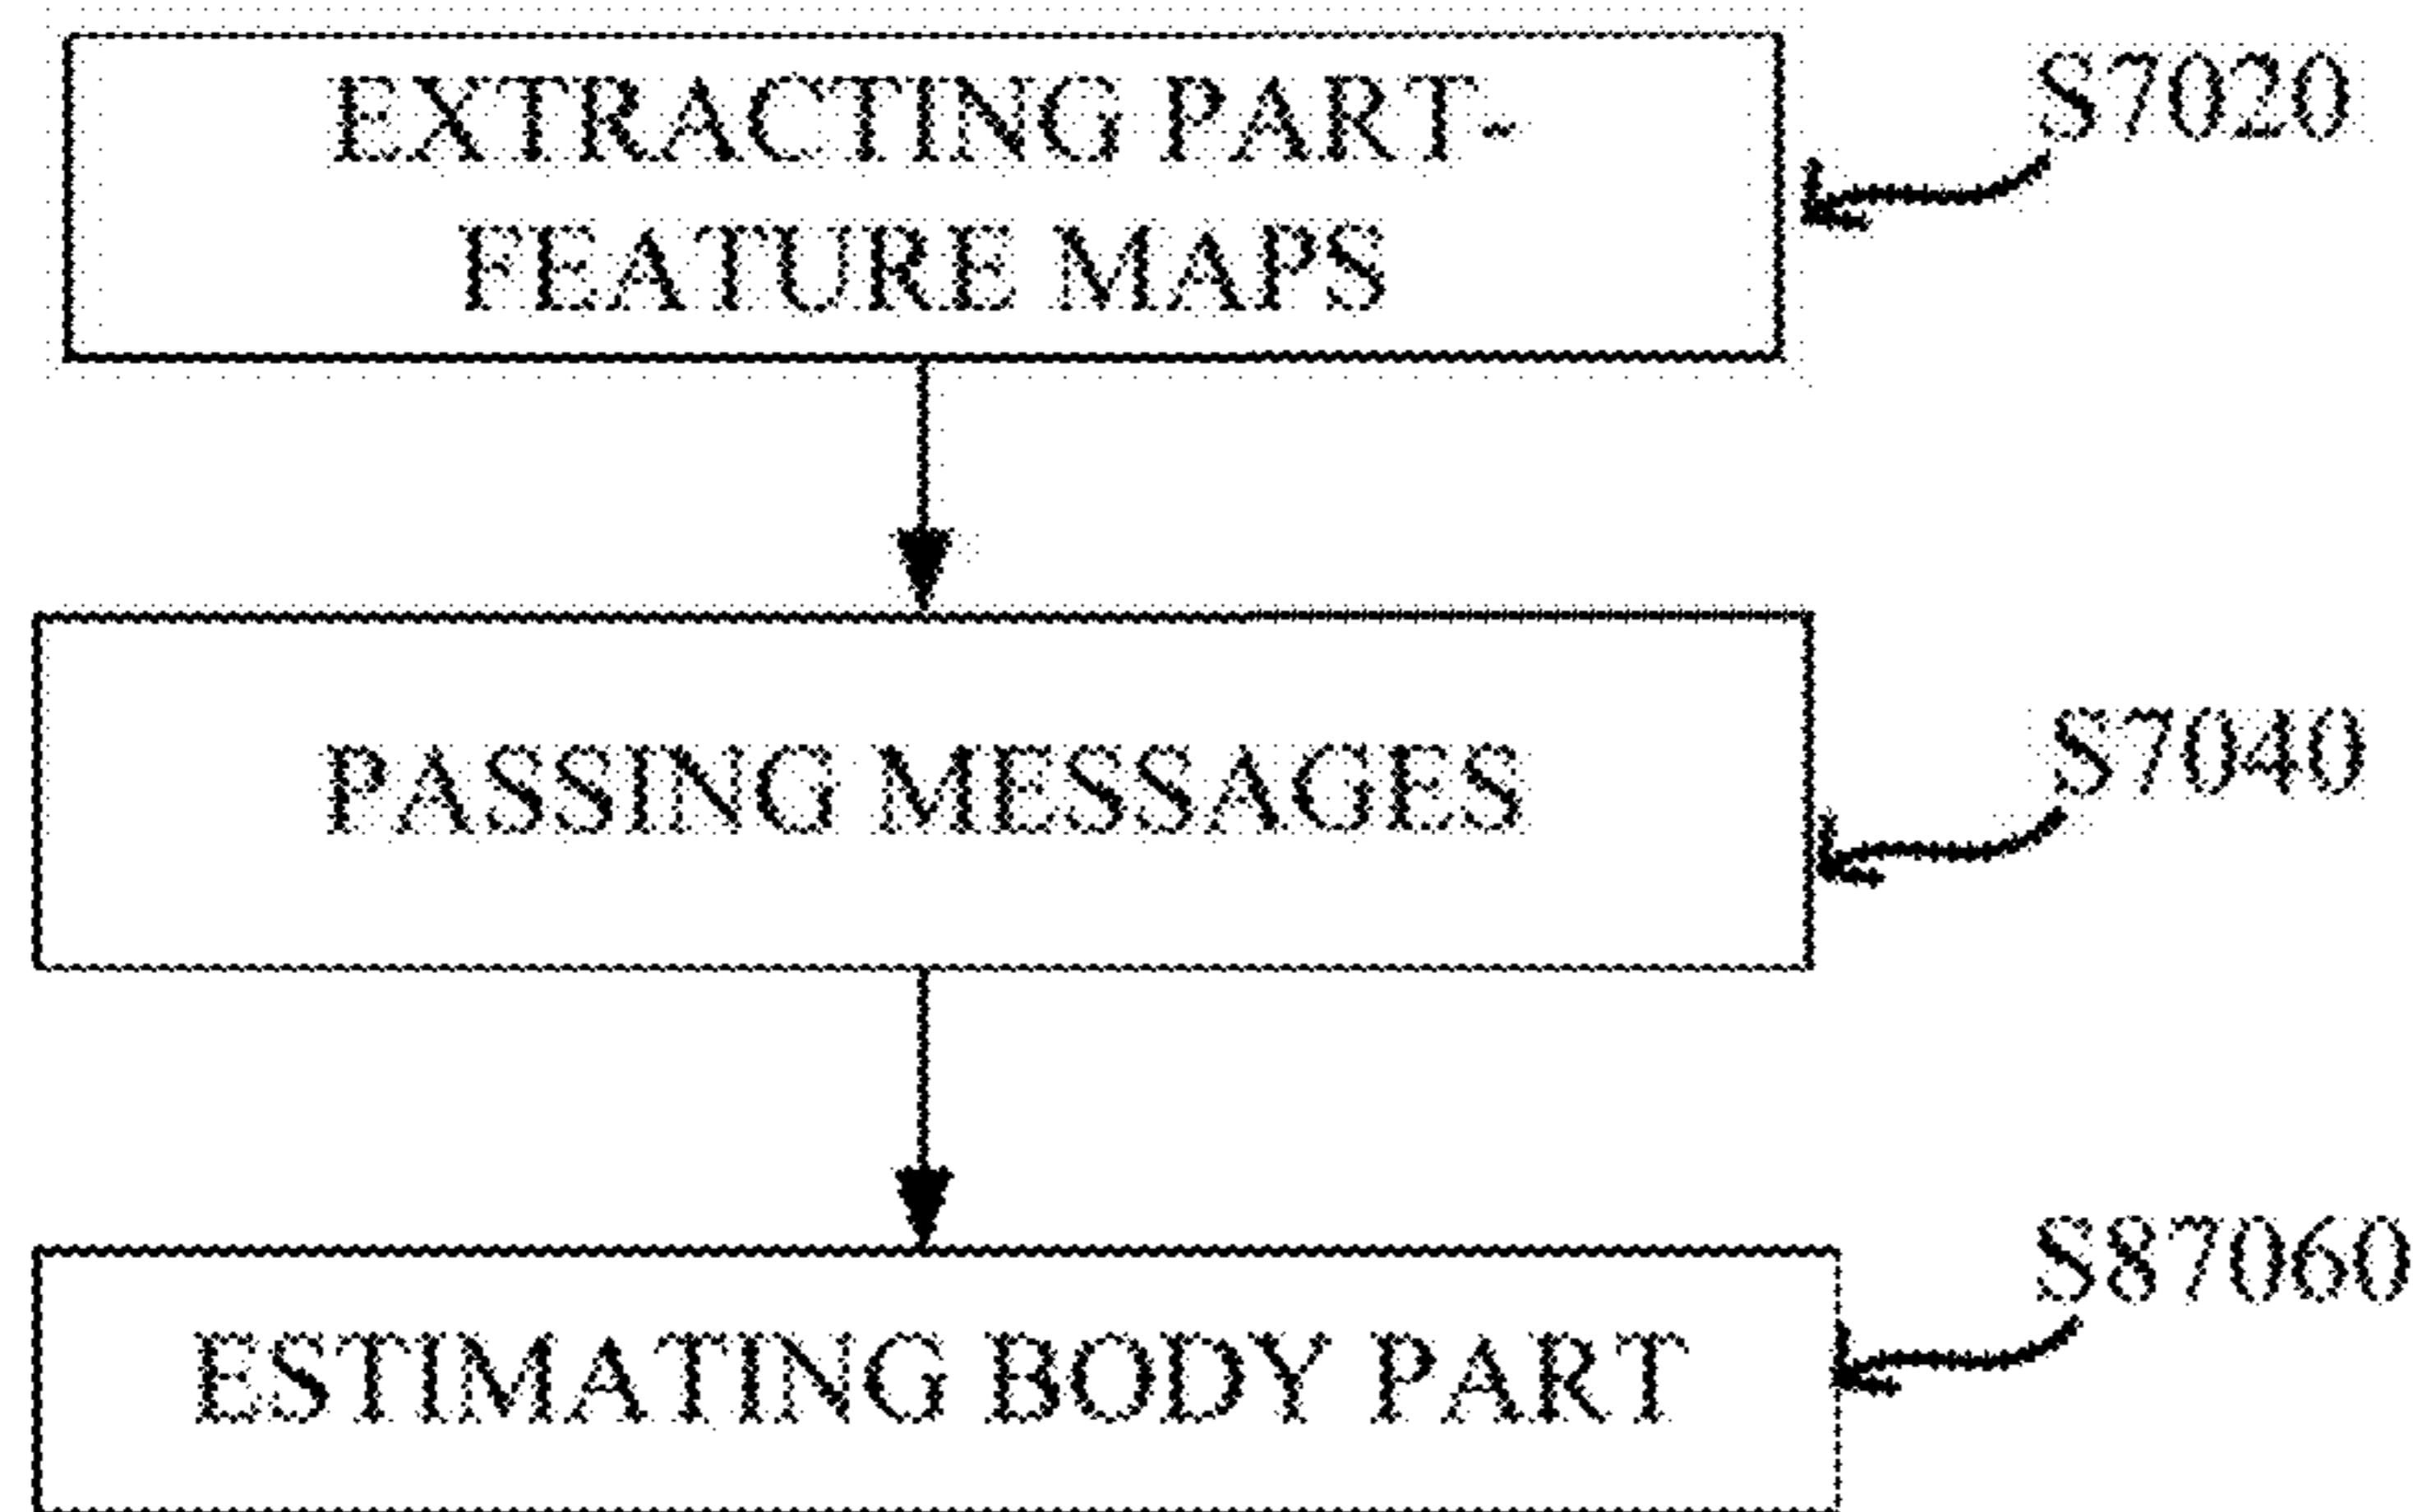 EXTRACTING PART-
FEATURE MAPS
S7020
PASSING MESSAGES
S7040
ESTIMATING BODY PART
S87060